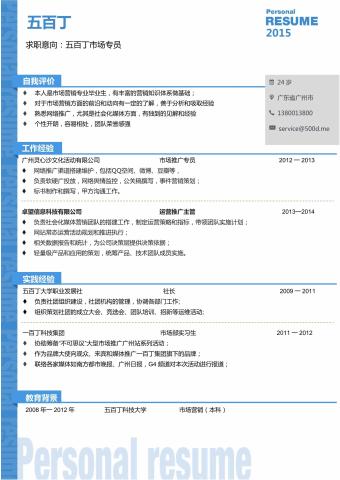 五百丁
Personal
RESUME
2015
求职意向：五百丁市场专员
自我评价
♦ 本人是市场营销专业毕业生，有丰富的营销知识体系做基础；
♦ 对于市场营销方面的前沿和动向有一定的了解，善于分析和吸取经验
♦ 熟悉网络推广，尤其是社会化媒体方面，有独到的见解和经验
♦ 个性开朗，容易相处，团队荣誉感强
24 岁
广东省广州市
1380013800
service@500d.me
工作经验
广州灵心沙文化活动有限公司 市场推广专员 2012 – 2013
♦ 网络推广渠道搭建维护，包括QQ空间、微博、豆瓣等；
♦ 负责软硬广投放，网络舆情监控，公关稿撰写，事件营销策划；
♦ 标书制作和撰写，甲方沟通工作。
卓望信息科技有限公司 运营推广主管 2013—2014
♦ 负责社会化媒体营销团队的搭建工作，制定运营策略和指标，带领团队实施计划；
♦ 网站常态运营活动规划和推进执行；
♦ 相关数据报告和统计，为公司决策层提供决策依据；
♦ 轻量级产品和应用的策划，统筹产品、技术团队成员实施。
实践经验
五百丁大学职业发展社 社长 2009 – 2011
♦ 负责社团组织建设，社团机构的管理，协调各部门工作；
♦ 组织策划社团的成立大会、竞选会、团队培训、招新等运维活动；
一百丁科技集团 市场部实习生 2011 – 2012
♦ 协统筹备“不可思议”大型市场推广广州站系列活动；
♦ 作为品牌大使向观众、来宾和媒体推广一百丁集团旗下的品牌；
♦ 联络各家媒体如南方都市晚报、广州日报，G4 频道对本次活动进行报道；
教育背景
2008 年— 2012 年 五百丁科技大学 市场营销（本科）
Personal resume